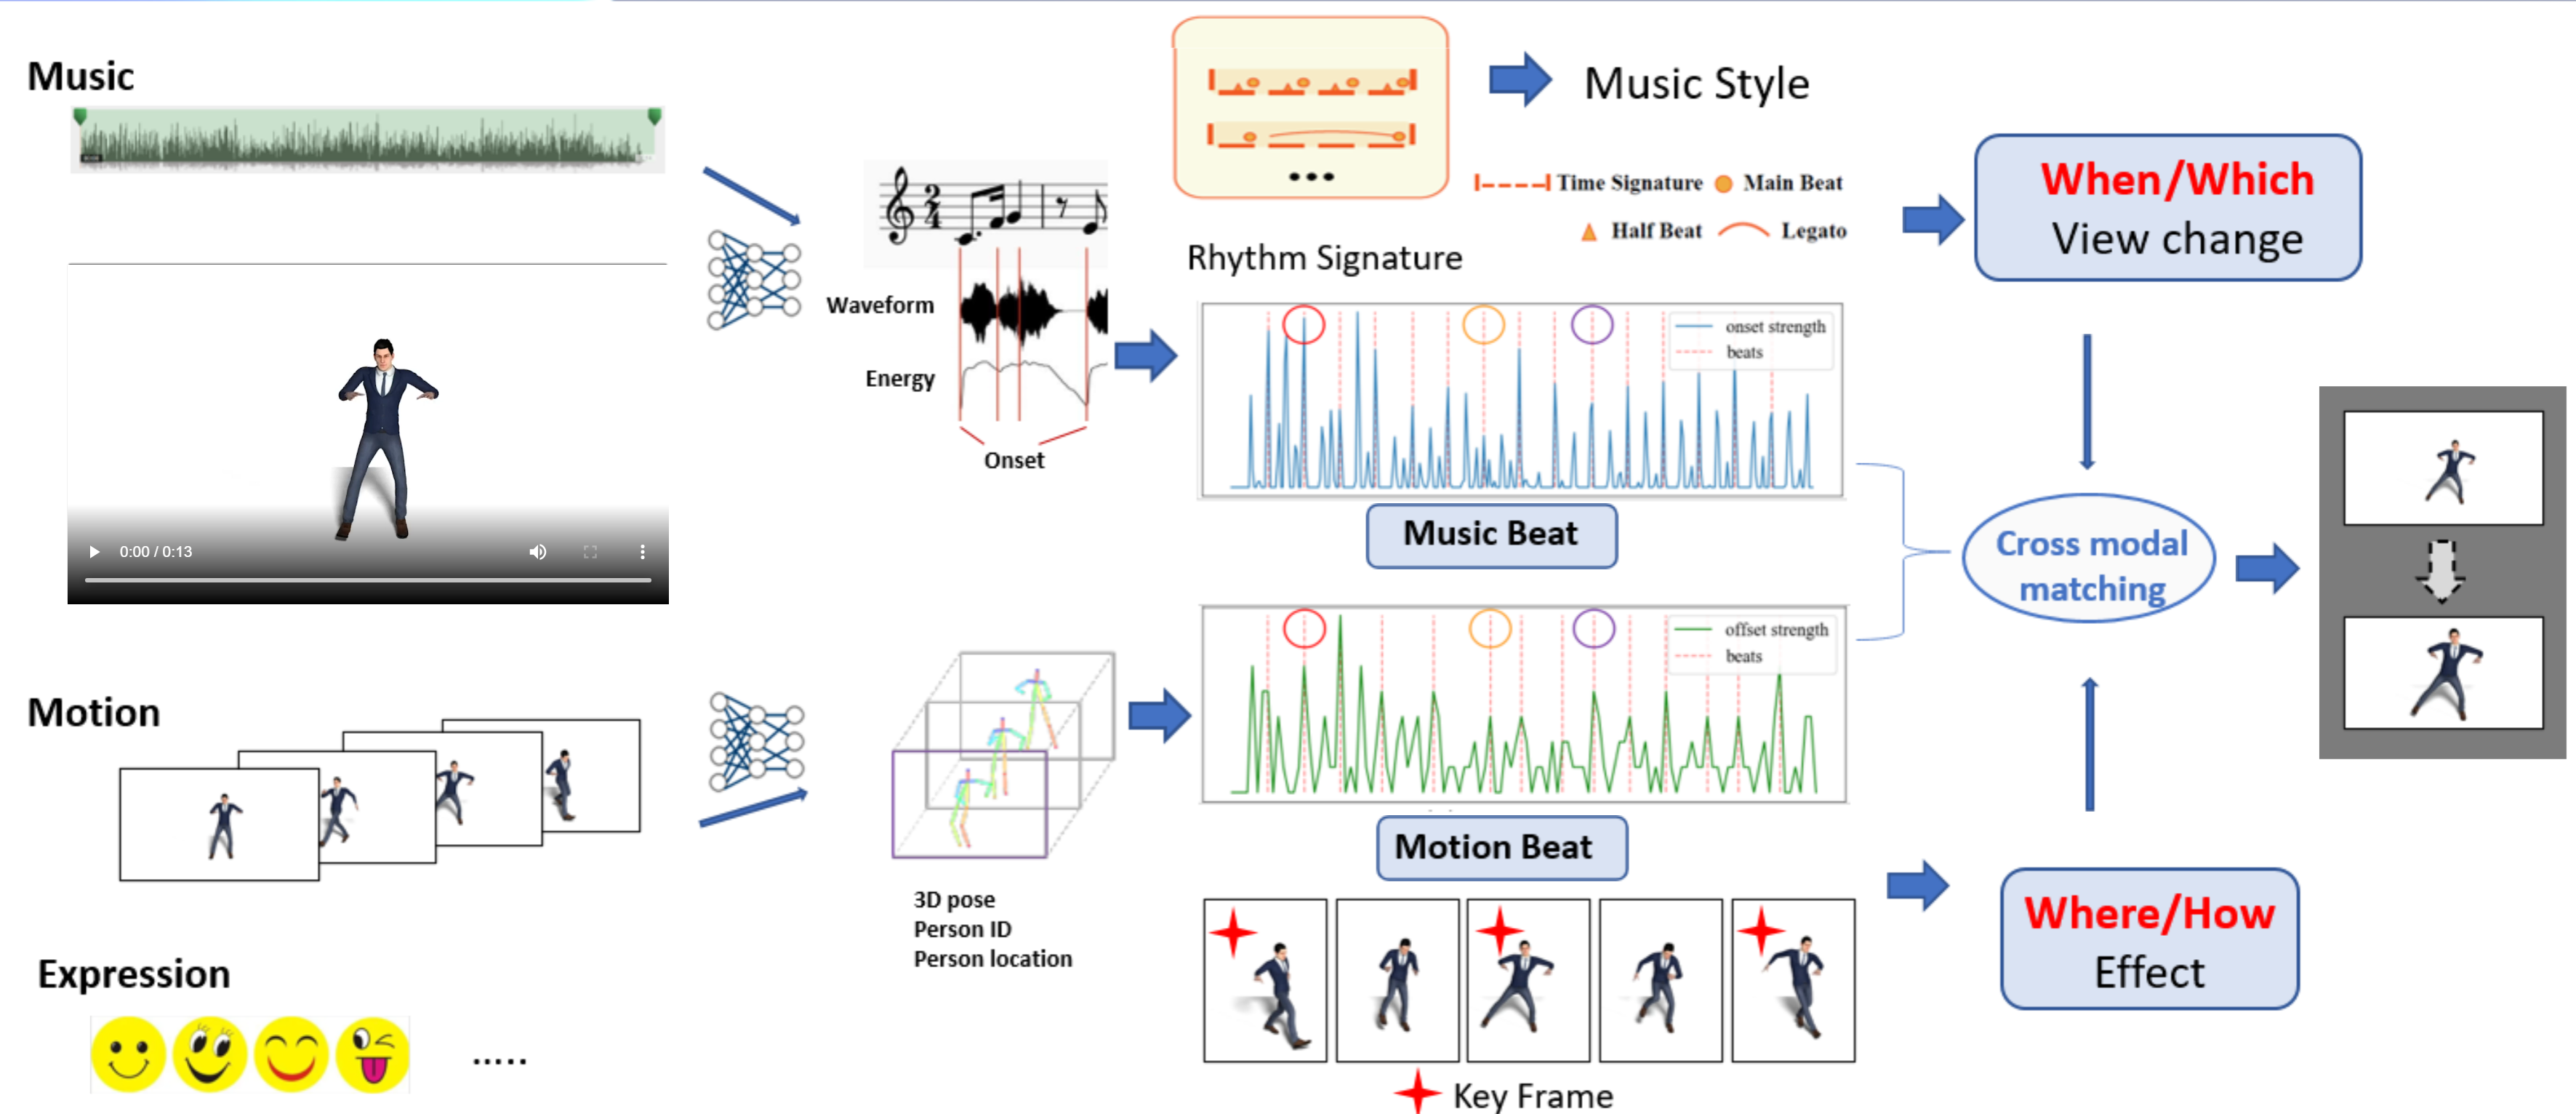 Music
0:00 / 0:13
Motion
Expression
.....
2
4
Waveform
Energy
Onset
3D pose
Person ID
Person location
•••
Music Style
Time Signature
Main Beat
Half Beat
Legato
Rhythm Signature
onset strength
beats
Music Beat
offset strength
beats
Motion Beat
Key Frame
When/Which
View change
Cross modal
matching
Where/How
Effect